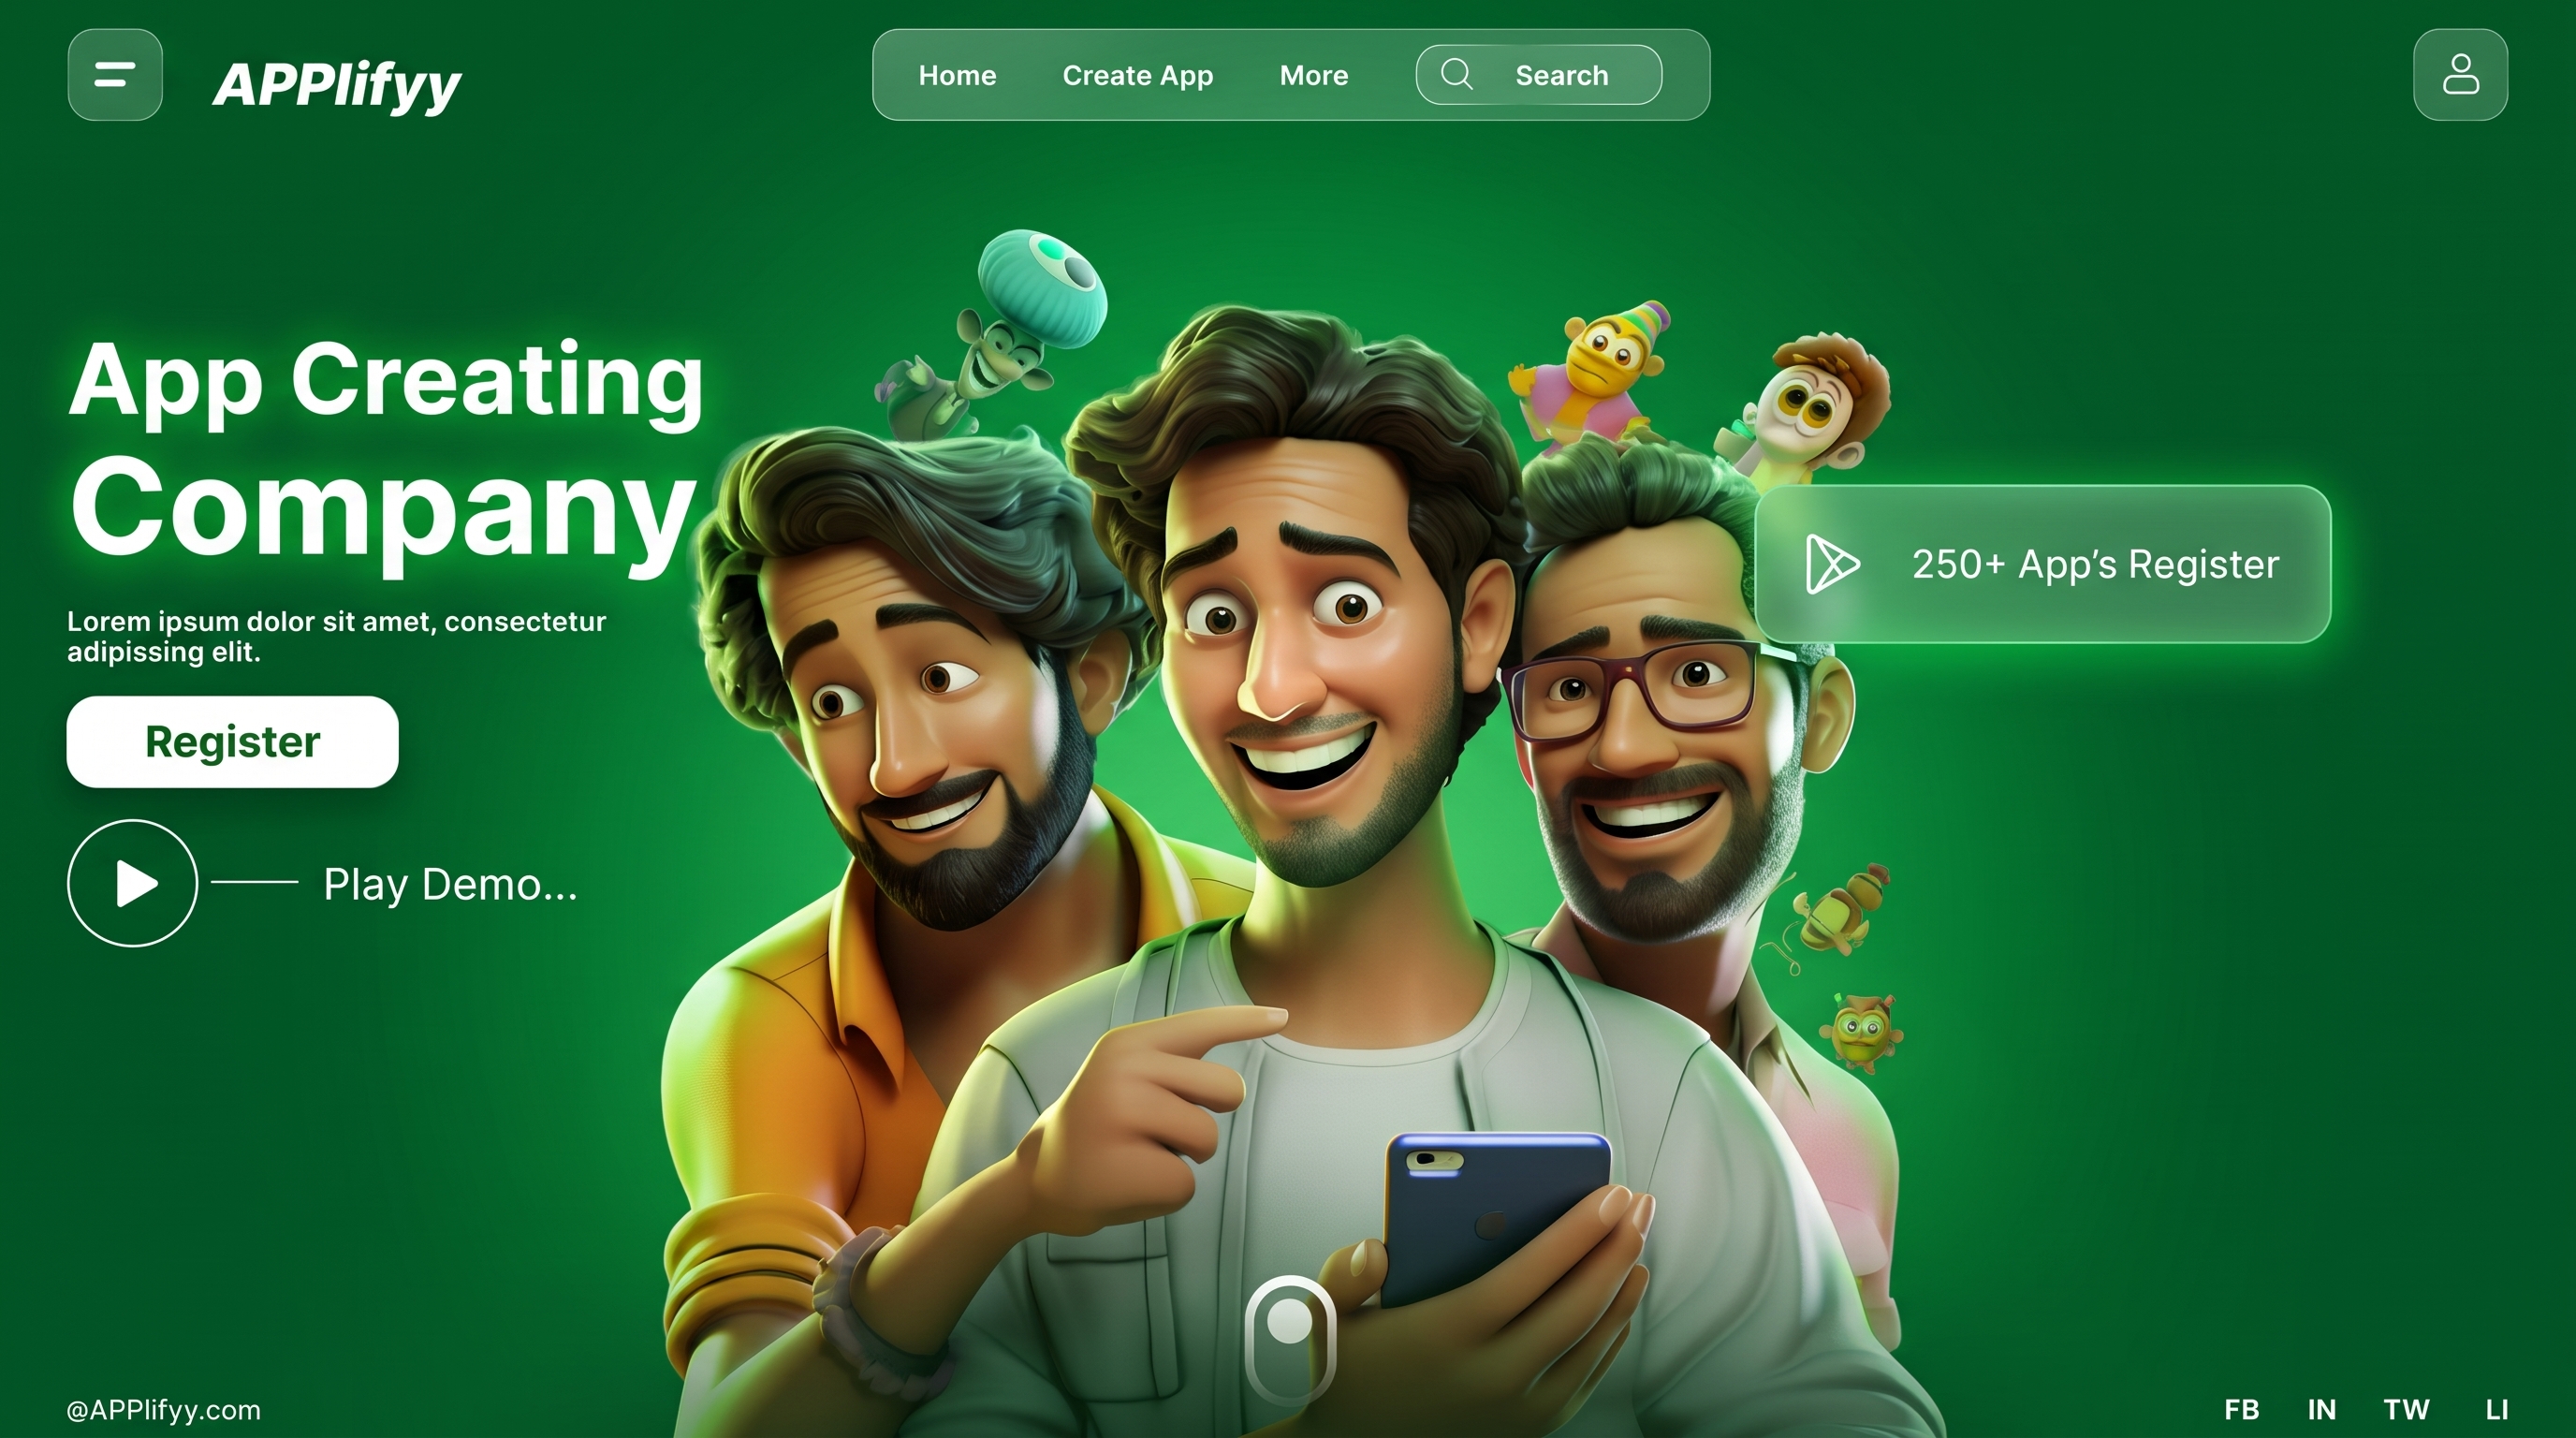 APPlifyy
Home
Create App
More
Search
App Creating
Company
Lorem ipsum dolor sit amet, consectetur
adipissing elit.
Register
Play Demo...
250+ App's Register
@APPlifyy.com
FB
IN
TW
LI